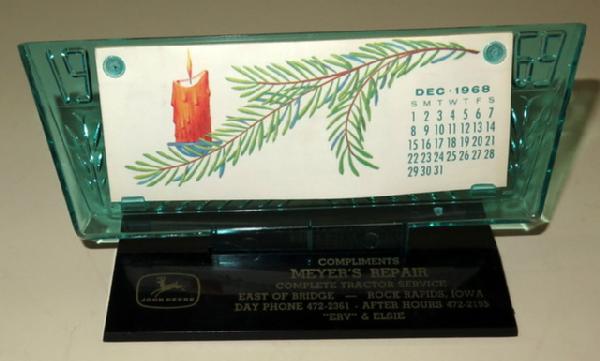 19 69
DEC · 1968
S M T W T F S
1 2 3 4 5 6 7
8 9 10 11 12 13 14
15 16 17 18 19 20 21
22 23 24 25 26 27 28
29 30 31
COMPLIMENTS
MEYER'S REPAIR
COMPLETE TRACTOR SERVICE
EAST OF BRIDGE — ROCK RAPIDS, IOWA
DAY PHONE 472-2361 - AFTER HOURS 472-2193
"ERV" & ELSIE
JOHN DEERE